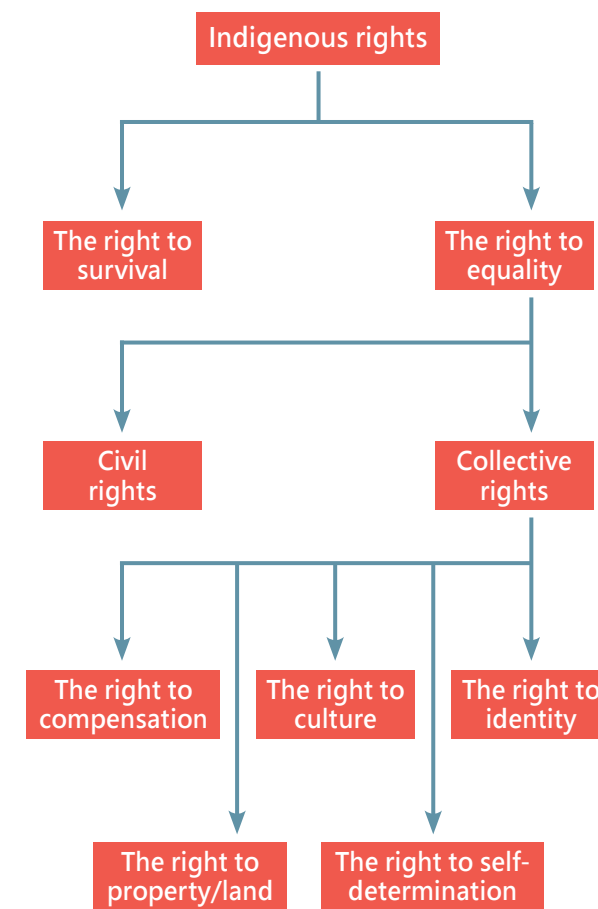 Indigenous rights
The right to
survival
The right to
equality
Civil
rights
Collective
rights
The right to
compensation
The right to
culture
The right to
identity
The right to
property/land
The right to self-
determination